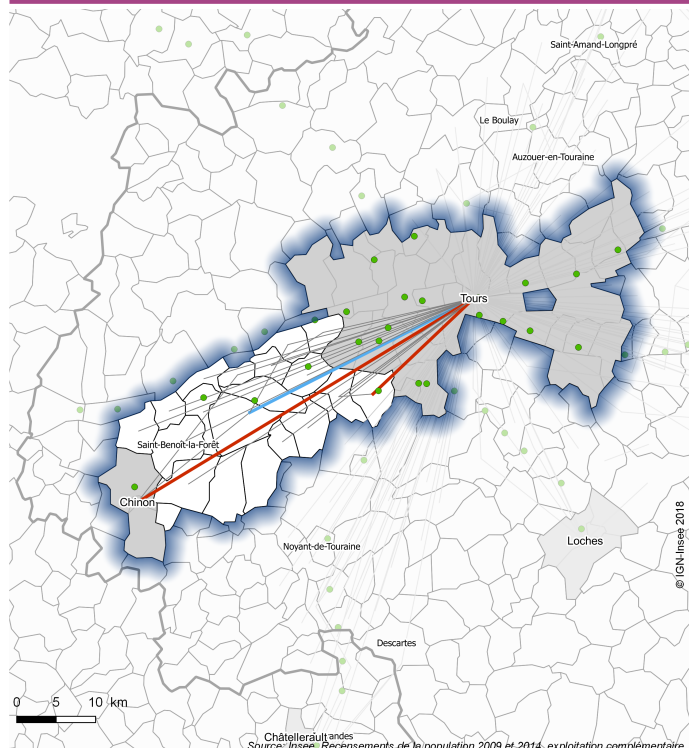 Saint-Amand-Longpré
Le Boulay
Auzouer-en-Touraine
Tours
Saint-Benoît-la-Forêt
Chinon
© IGN-Insee 2018
Loches
Noyant-de-Touraine
Descartes
0 5 10 km
Châtellerault andes
Source: Insee, Recensements de la population 2009 et 2014, exploitation complémentaire